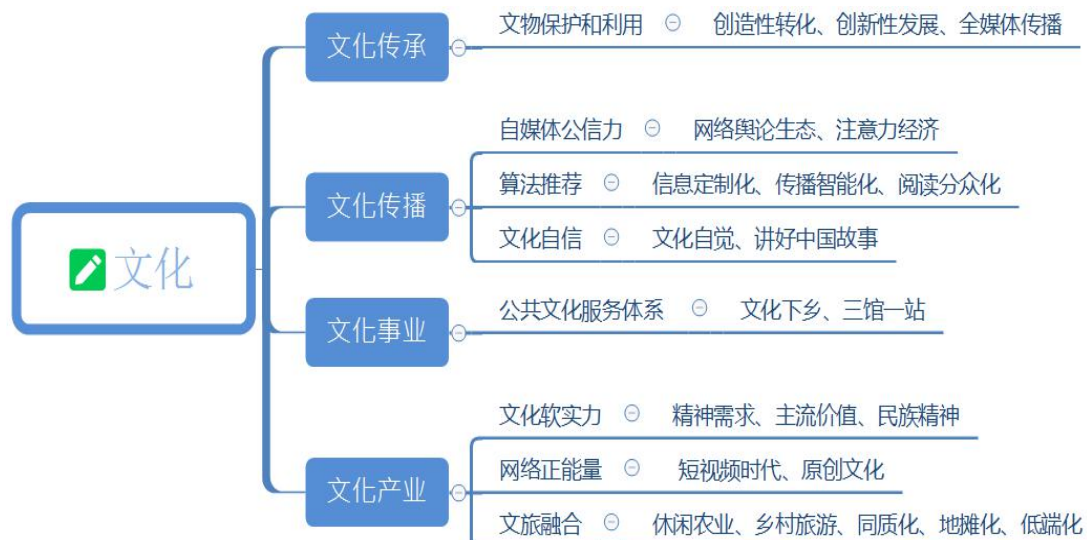 文化
文化传承
文物保护和利用 创造性转化、创新性发展、全媒体传播
文化传播
自媒体公信力 网络舆论生态、注意力经济
算法推荐 信息定制化、传播智能化、阅读分众化
文化自信 文化自觉、讲好中国故事
文化事业
公共文化服务体系 文化下乡、三馆一站
文化产业
文化软实力 精神需求、主流价值、民族精神
网络正能量 短视频时代、原创文化
文旅融合 休闲农业、乡村旅游、同质化、地摊化、低端化